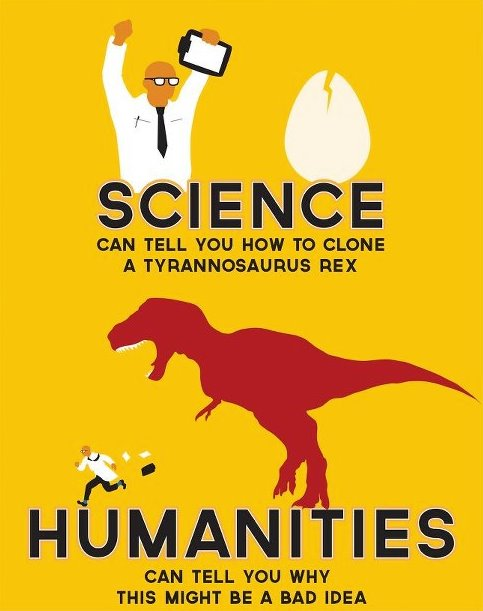 SCIENCE
CAN TELL YOU HOW TO CLONE
A TYRANNOSAURUS REX
HUMANITIES
CAN TELL YOU WHY
THIS MIGHT BE A BAD IDEA